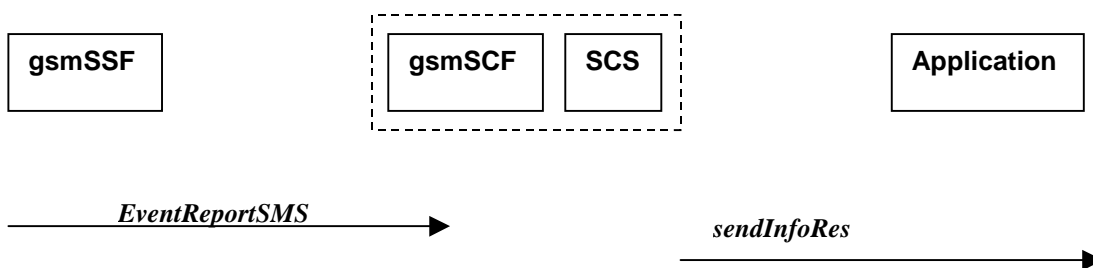 gsmSSF
gsmSCF
SCS
Application
EventReportSMS
sendInfoRes